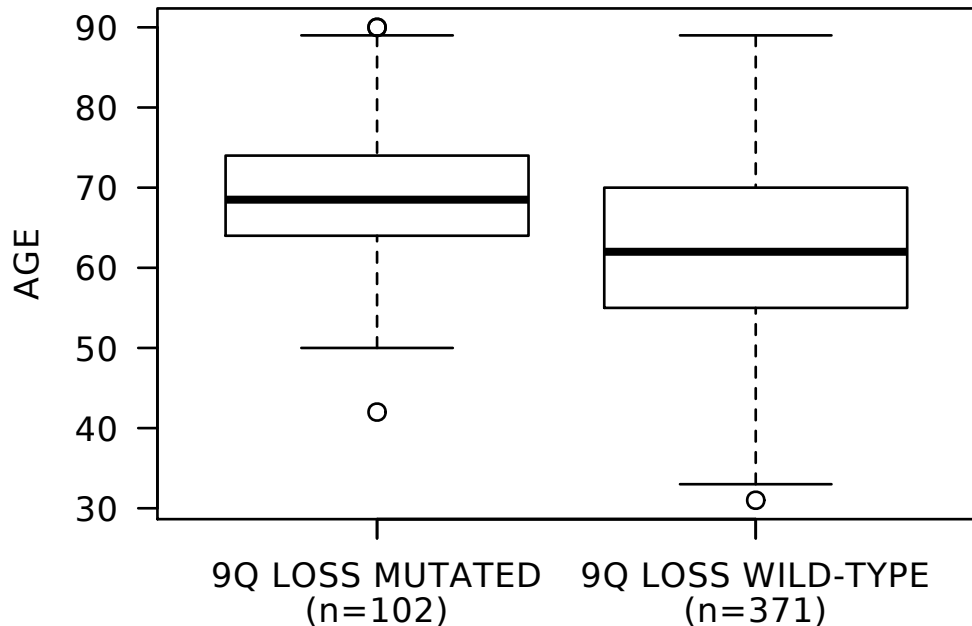 90
80
70
60
50
40
30
AGE
9Q LOSS MUTATED
(n=102)
9Q LOSS WILD-TYPE
(n=371)